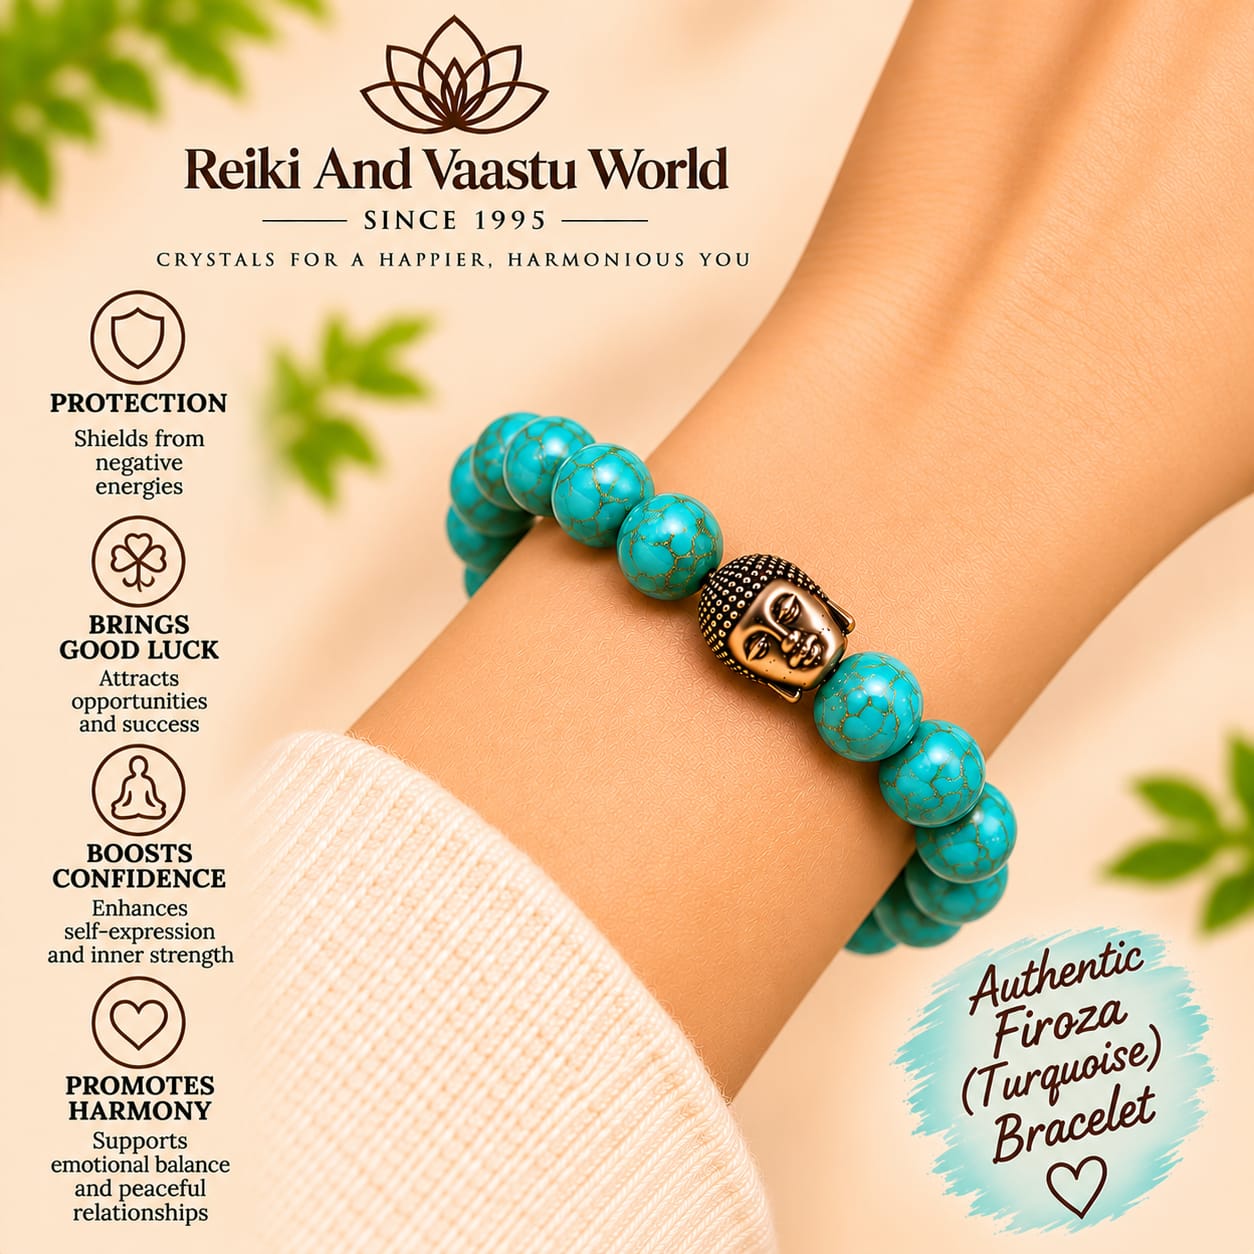 Reiki And Vaastu World
SINCE 1995
CRYSTALS FOR A HAPPIER, HARMONIOUS YOU
PROTECTION
Shields from
negative
energies
BRINGS
GOOD LUCK
Attracts
opportunities
and success
BOOSTS
CONFIDENCE
Enhances
self-expression
and inner strength
PROMOTES
HARMONY
Supports
emotional balance
and peaceful
relationships
Authentic
Firoza
(Turquoise)
Bracelet